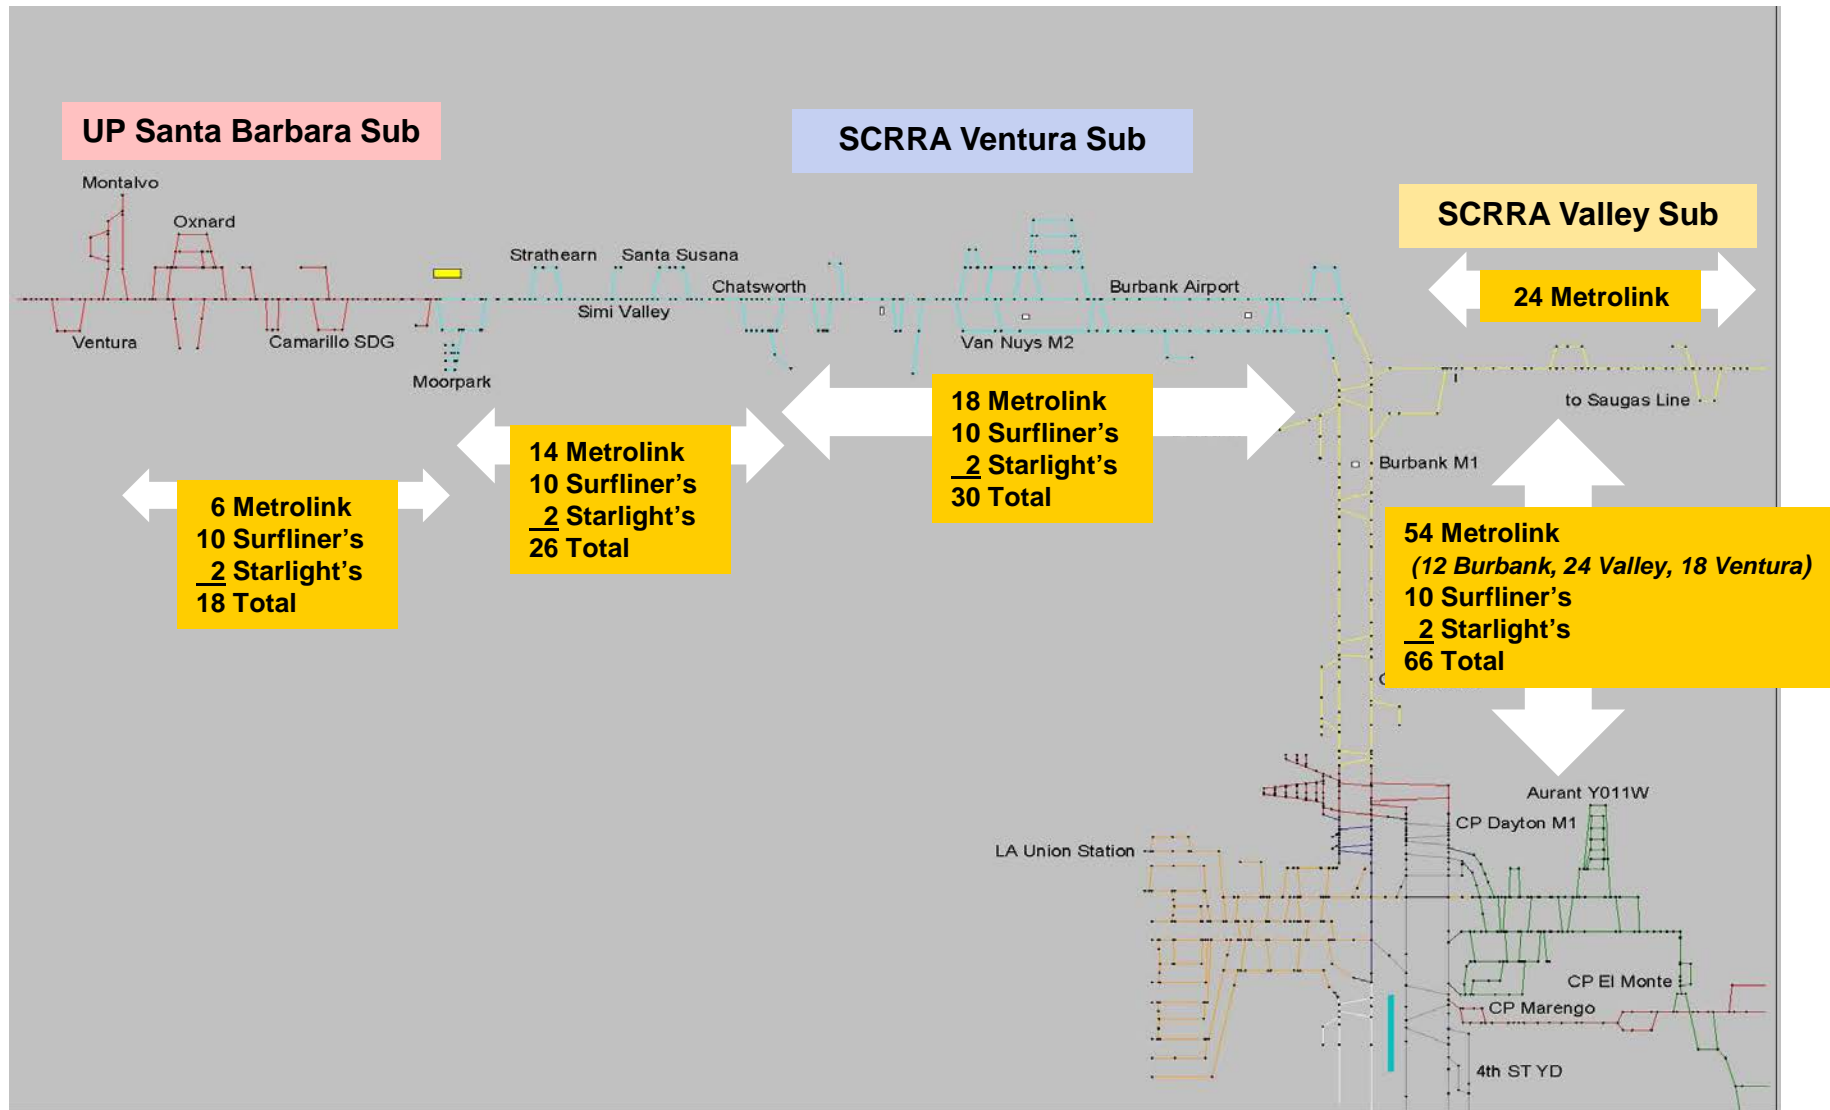 UP Santa Barbara Sub
SCRRA Ventura Sub
SCRRA Valley Sub
24 Metrolink
Montalvo
Oxnard
Strathearn
Santa Susana
Chatsworth
Burbank Airport
Simi Valley
Ventura
Camarillo SDG
Van Nuys M2
Moorpark
to Saugas Line
Burbank M1
6 Metrolink
10 Surfliner's
2 Starlight's
18 Total
14 Metrolink
10 Surfliner's
2 Starlight's
26 Total
18 Metrolink
10 Surfliner's
2 Starlight's
30 Total
54 Metrolink
(12 Burbank, 24 Valley, 18 Ventura)
10 Surfliner's
2 Starlight's
66 Total
Aurant Y011W
CP Dayton M1
LA Union Station
CP El Monte
CP Marengo
4th ST YD